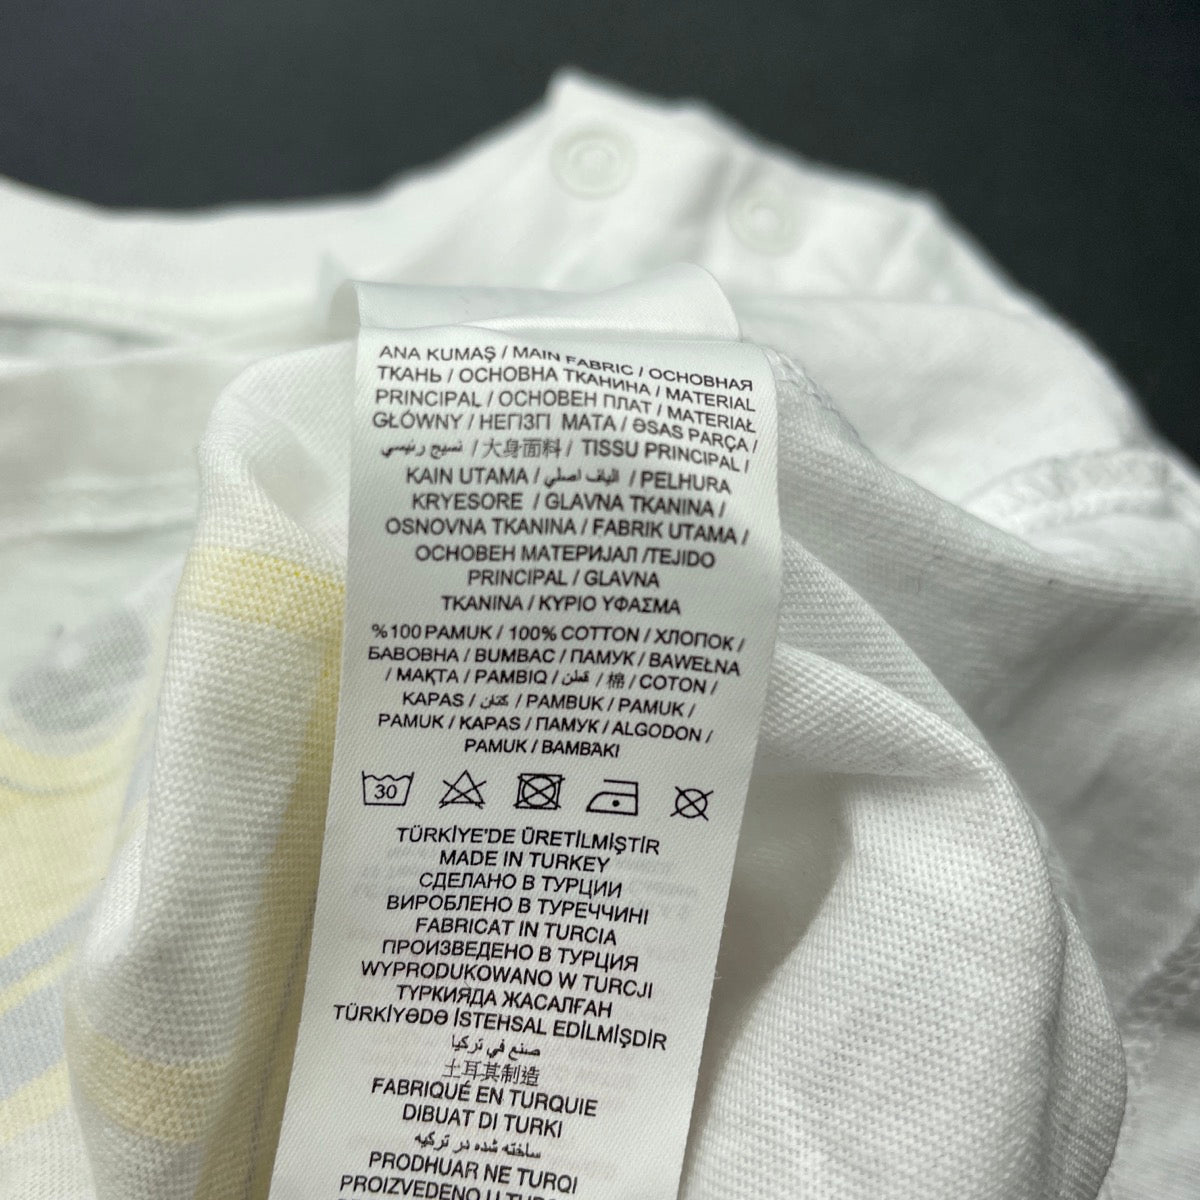 ANA KUMAŞ / MAIN FABRIC / ОСНОВНАЯ
ТКАНЬ / ОСНОВНА ТКАНИНА / MATERIAL
PRINCIPAL / ОСНОВЕН ПЛАТ / MATERIAŁ
GŁÓWNY / НЕГІЗГІ МАТА / ƏSAS PARÇA /
نسيج رئيسي / 大身面料 / TISSU PRINCIPAL /
KAIN UTAMA / الیاف اصلی / PELHURA
KRYESORE / GLAVNA TKANINA /
OSNOVNA TKANINA / FABRIK UTAMA /
ОСНОВЕН МАТЕРИЈАЛ /TEJIDO
PRINCIPAL / GLAVNA
TKANINA / ΚΥΡΙΟ ΥΦΑΣΜΑ
%100 PAMUK / 100% COTTON / ХЛОПОК /
БАВОВНА / BUMBAC / ПАМУК / BAWEŁNA
/ МАҚТА / PAMBIQ / قطن / 棉 / COTON /
KAPAS / کتان / PAMBUK / PAMUK /
PAMUK / KAPAS / ПАМУК / ALGODON /
PAMUK / BAMBAKI
30
TÜRKİYE'DE ÜRETİLMİŞTİR
MADE IN TURKEY
СДЕЛАНО В ТУРЦИИ
ВИРОБЛЕНО В ТУРЕЧЧИНІ
FABRICAT IN TURCIA
ПРОИЗВЕДЕНО В ТУРЦИЯ
WYPRODUKOWANO W TURCJI
ТҮРКИЯДА ЖАСАЛҒАН
TÜRKİYƏDƏ İSTEHSAL EDİLMİŞDİR
صنع في تركيا
土耳其制造
FABRIQUÉ EN TURQUIE
DIBUAT DI TURKI
ساخته شده در ترکیه
PRODHUAR NE TURQI
PROIZVEDENO U